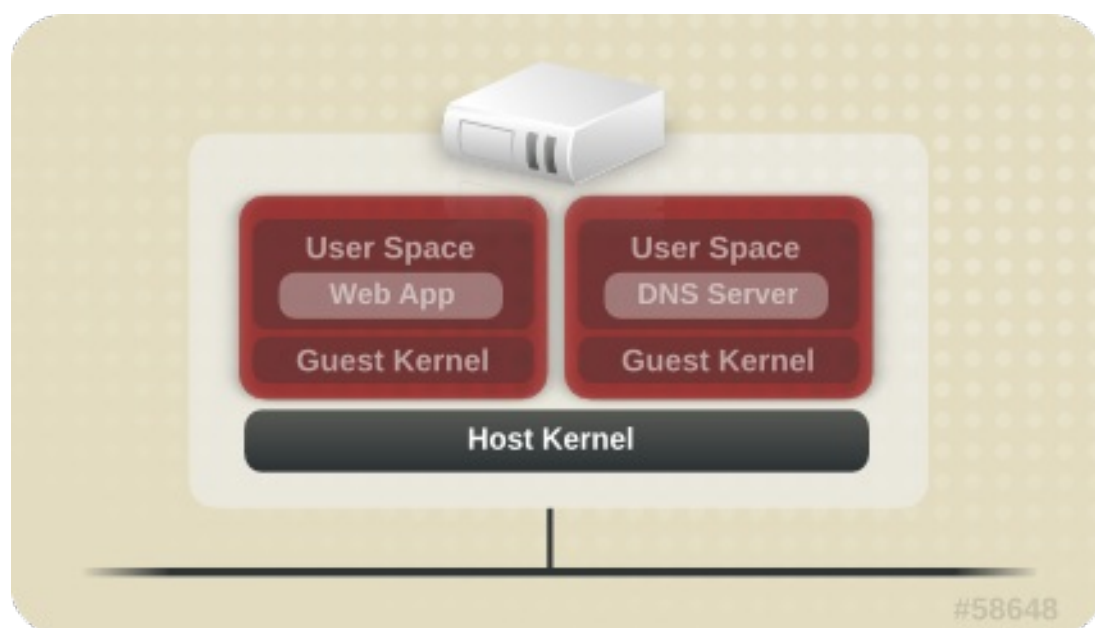 User Space
Web App
Guest Kernel
User Space
DNS Server
Guest Kernel
Host Kernel
#58648